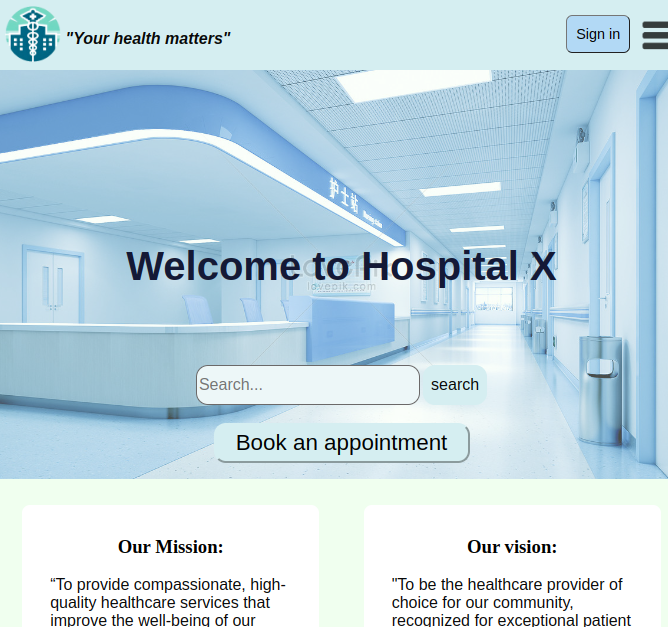 "Your health matters"
Sign in
护士站
Welcome to Hospital X
lovepik.com
Search...
search
Book an appointment
Our Mission:
“To provide compassionate, high-
quality healthcare services that
improve the well-being of our
Our vision:
"To be the healthcare provider of
choice for our community,
recognized for exceptional patient